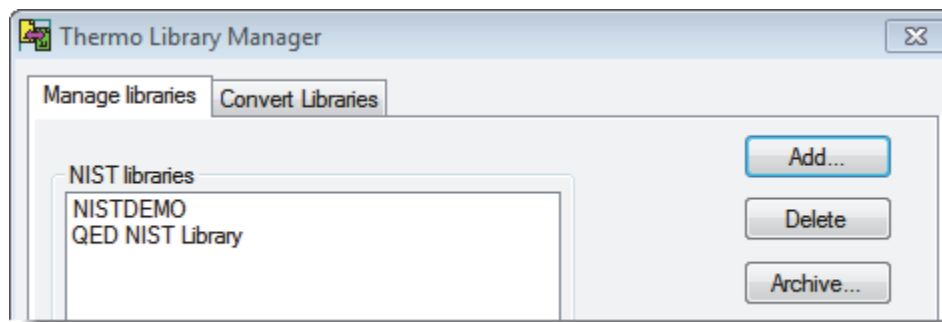 Thermo Library Manager
Manage libraries
Convert Libraries
Add...
NIST libraries
NISTDEMO
Delete
QED NIST Library
Archive...